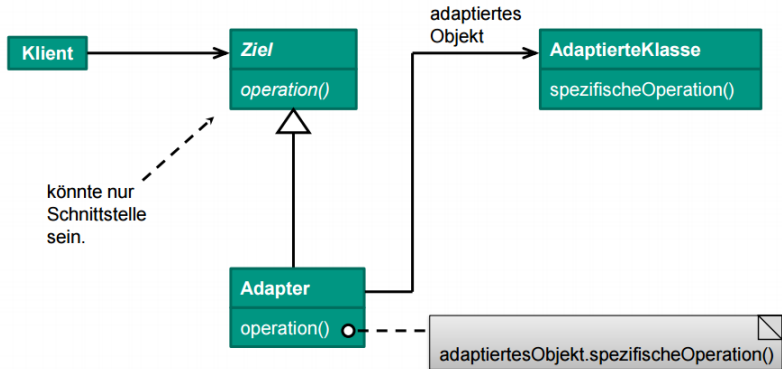 Klient
Ziel
operation()
adaptiertes
Objekt
AdaptierteKlasse
spezifischeOperation()
könnte nur
Schnittstelle
sein.
Adapter
operation()
adaptiertesObjekt.spezifischeOperation()